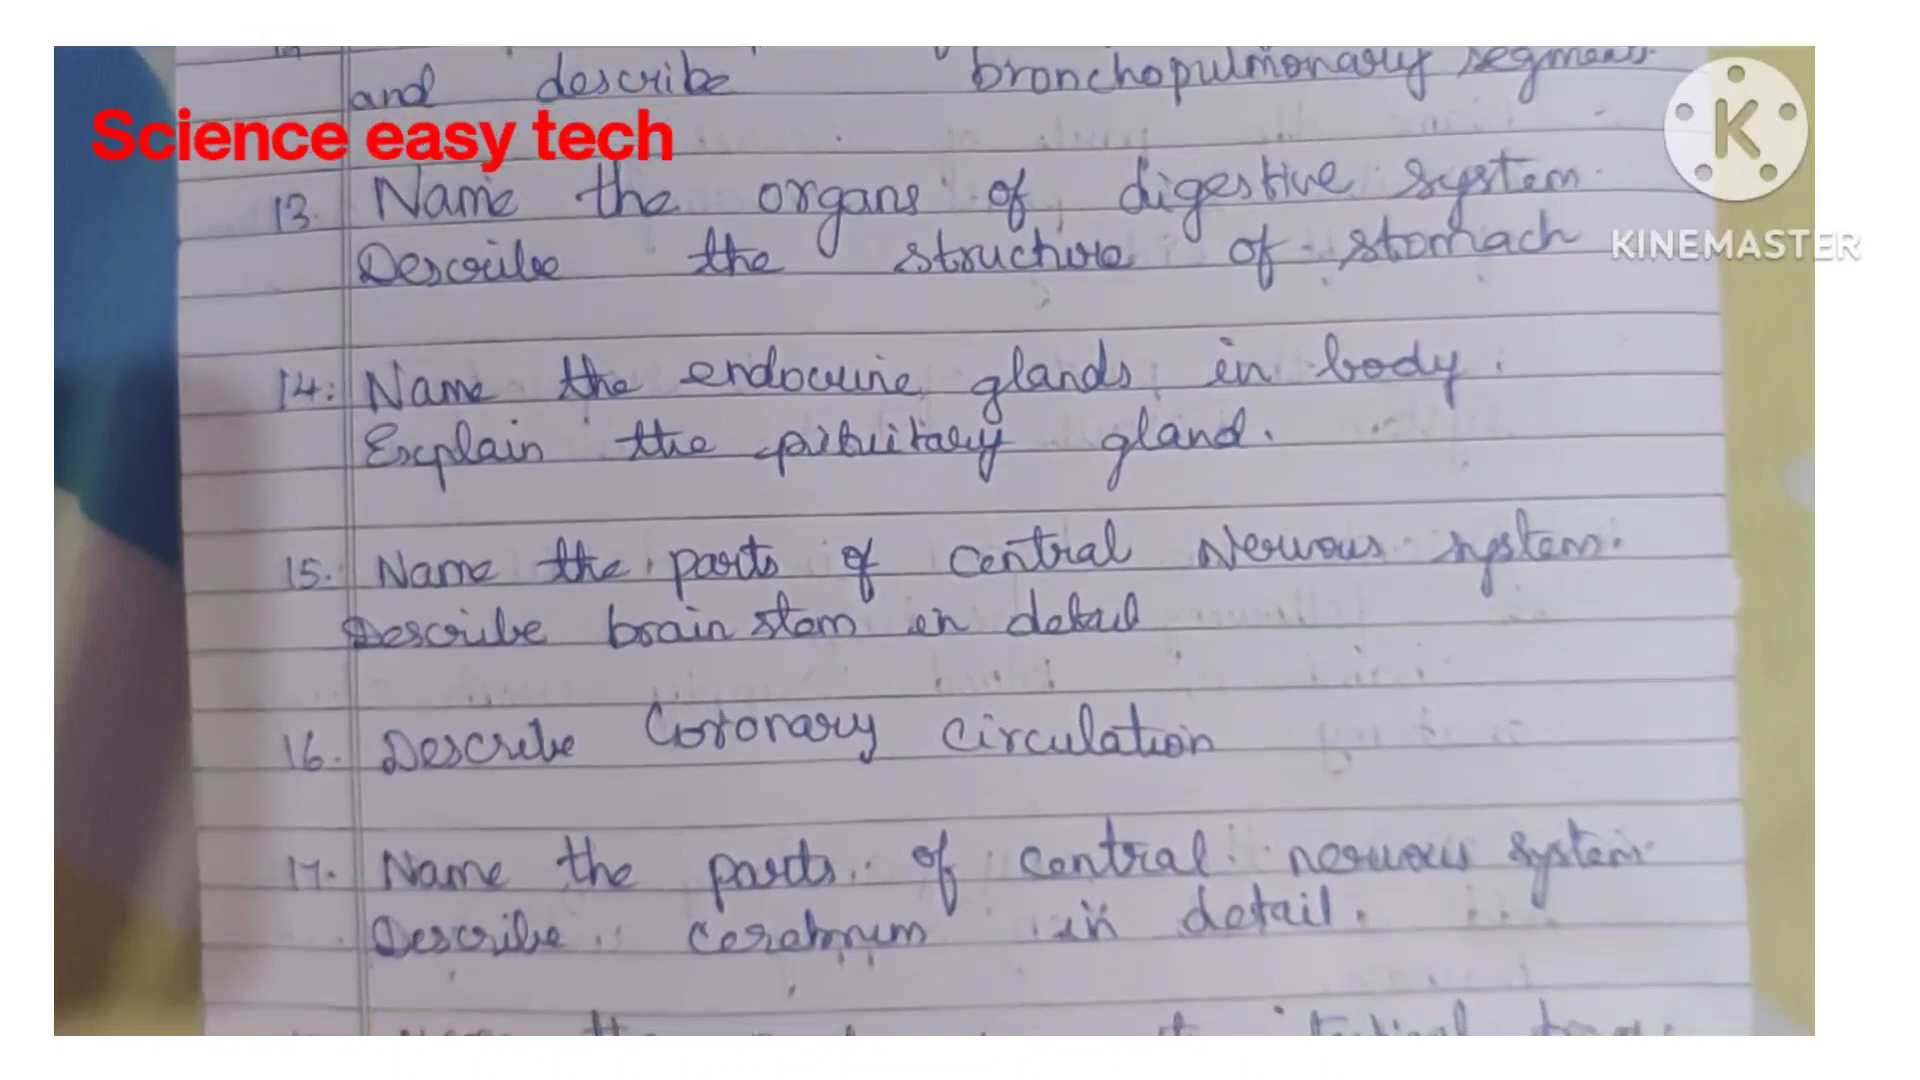 and describe bronchopulmonary segments
Science easy tech
K
KINEMASTER
13. Name the organs of digestive system.
Describe the structure of stomach
14. Name the endocrine glands in body.
Explain the pituitary gland.
15. Name the parts of central Nervous system.
Describe brain stem in detail
16. Describe Coronary Circulation
17. Name the parts of central nervous system
Describe cerebrum in detail.